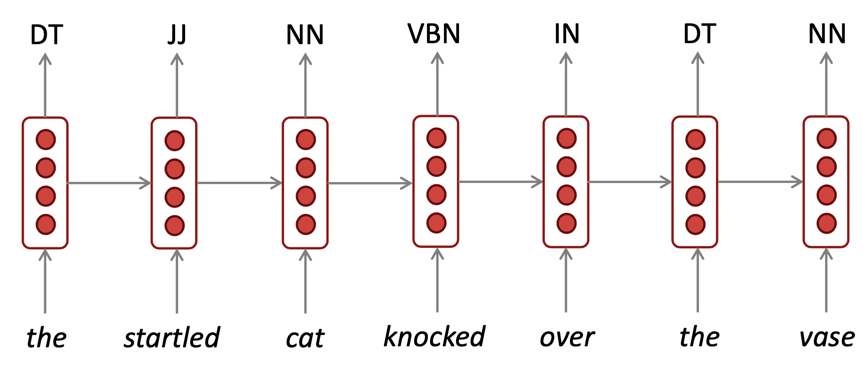 DT JJ NN VBN IN DT NN
the startled cat knocked over the vase